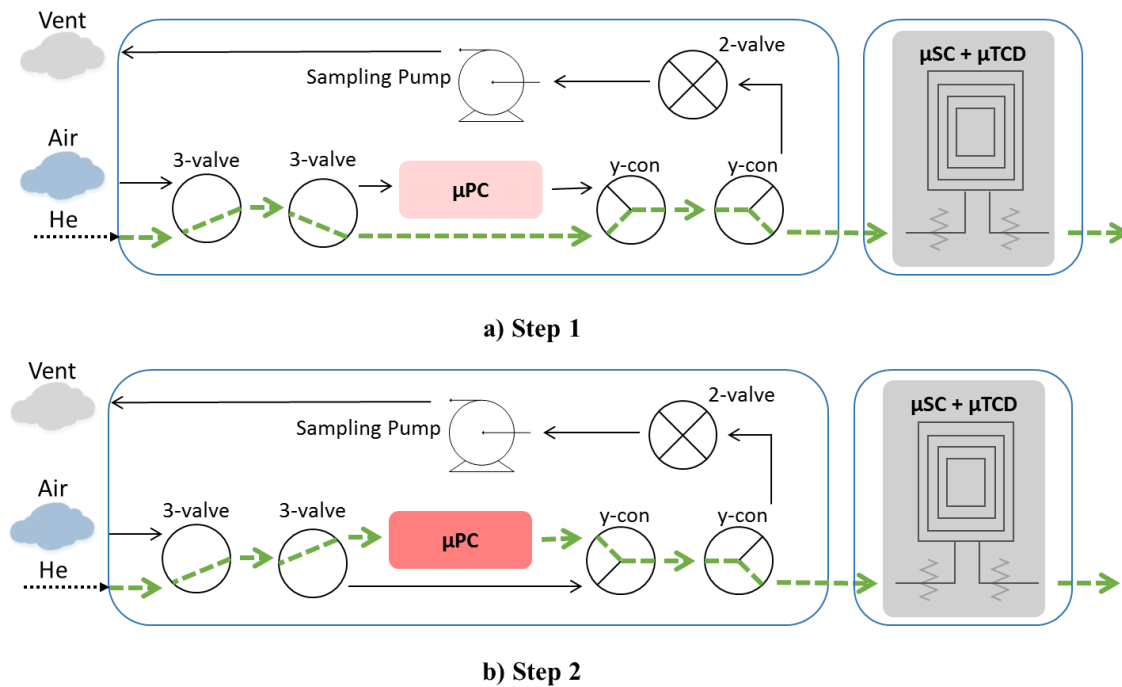 Vent
2-valve
Sampling Pump
μSC + μTCD
Air
3-valve
3-valve
y-con
y-con
μPC
He
a) Step 1
Vent
2-valve
Sampling Pump
μSC + μTCD
Air
3-valve
3-valve
y-con
y-con
μPC
He
b) Step 2